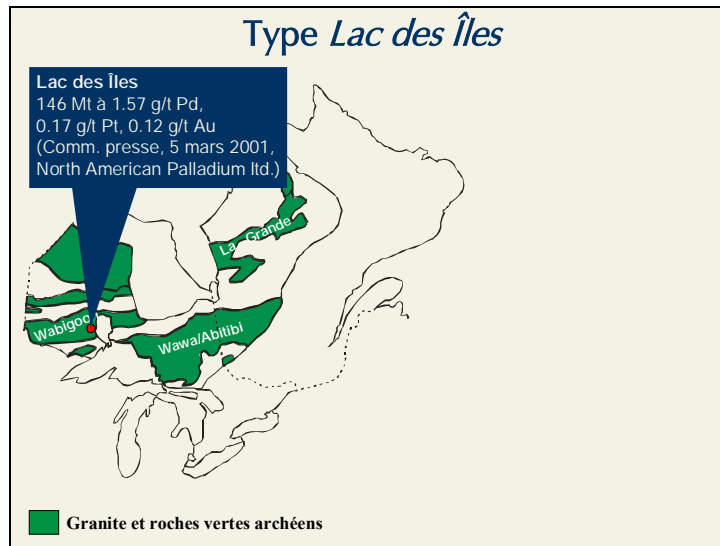 Type Lac des Îles
Lac des Îles
146 Mt à 1.57 g/t Pd,
0.17 g/t Pt, 0.12 g/t Au
(Comm. presse, 5 mars 2001,
North American Palladium ltd.)
La Grande
Wabigoo
Wawa/Abitibi
Granite et roches vertes archéens